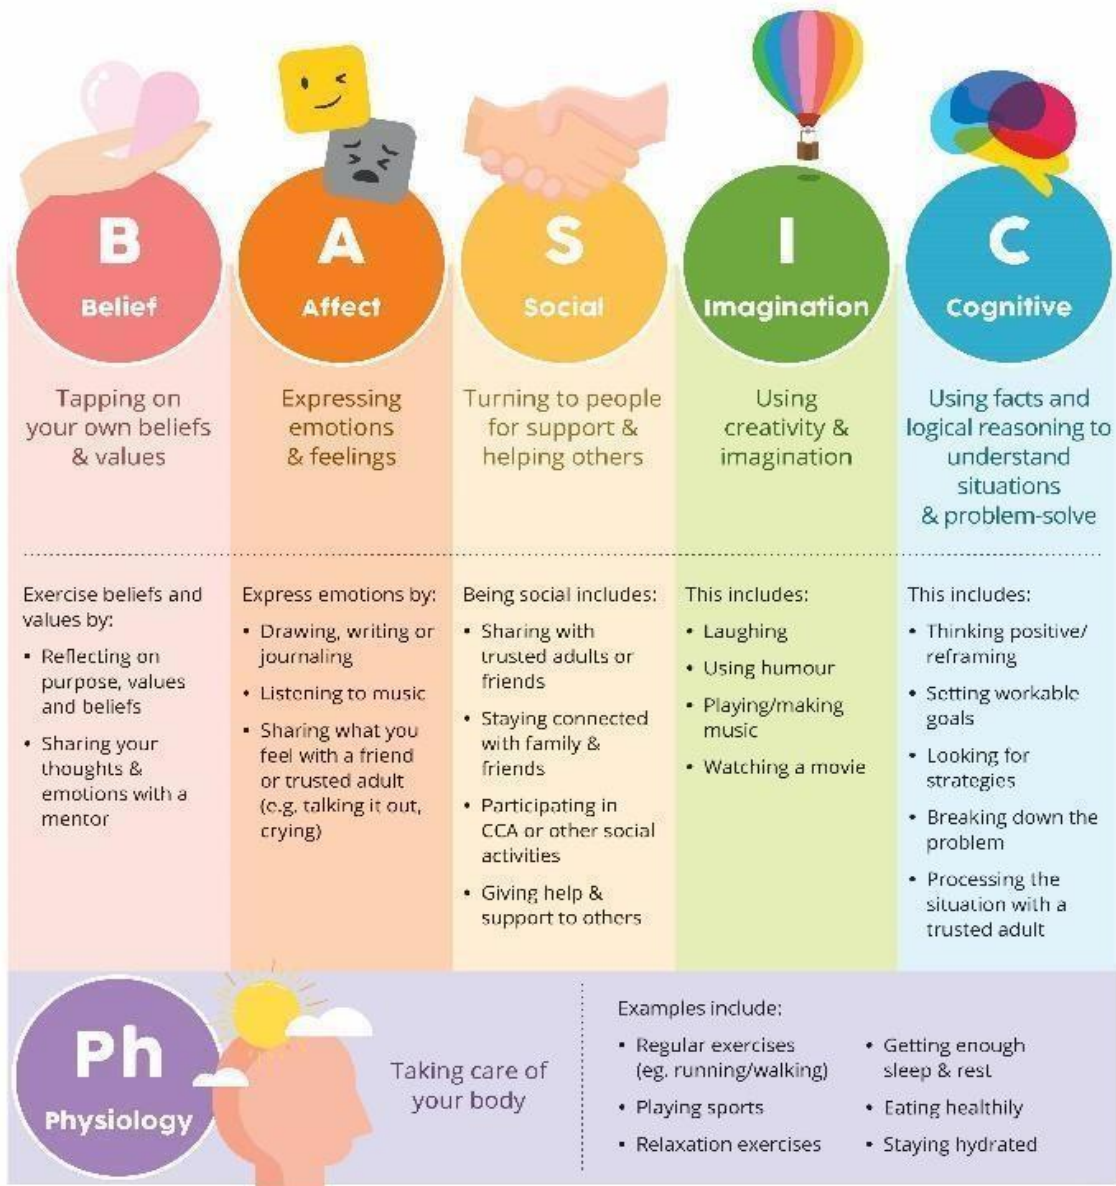 B
Belief
Tapping on
your own beliefs
& values
Exercise beliefs and
values by:
• Reflecting on
purpose, values
and beliefs
• Sharing your
thoughts &
emotions with a
mentor
A
Affect
Expressing
emotions
& feelings
Express emotions by:
• Drawing, writing or
journaling
• Listening to music
• Sharing what you
feel with a friend
or trusted adult
(e.g. talking it out,
crying)
S
Social
Turning to people
for support &
helping others
Being social includes:
• Sharing with
trusted adults or
friends
• Staying connected
with family &
friends
• Participating in
CCA or other social
activities
• Giving help &
support to others
I
Imagination
Using
creativity &
imagination
This includes:
• Laughing
• Using humour
• Playing/making
music
• Watching a movie
C
Cognitive
Using facts and
logical reasoning to
understand
situations
& problem-solve
This includes:
• Thinking positive/
reframing
• Setting workable
goals
• Looking for
strategies
• Breaking down the
problem
• Processing the
situation with a
trusted adult
Ph
Physiology
Taking care of
your body
Examples include:
• Regular exercises
(eg. running/walking)
• Playing sports
• Relaxation exercises
• Getting enough
sleep & rest
• Eating healthily
• Staying hydrated